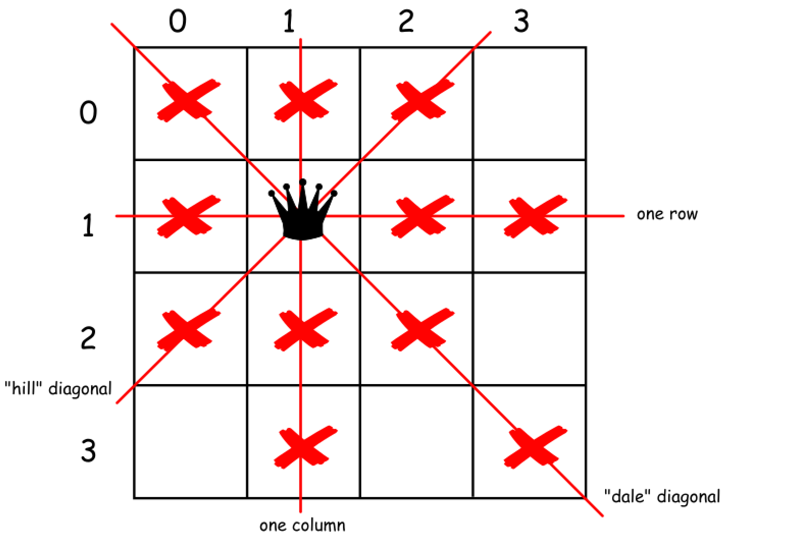 0 1 2 3
0
1
one row
2
"hill" diagonal
3
"dale" diagonal
one column